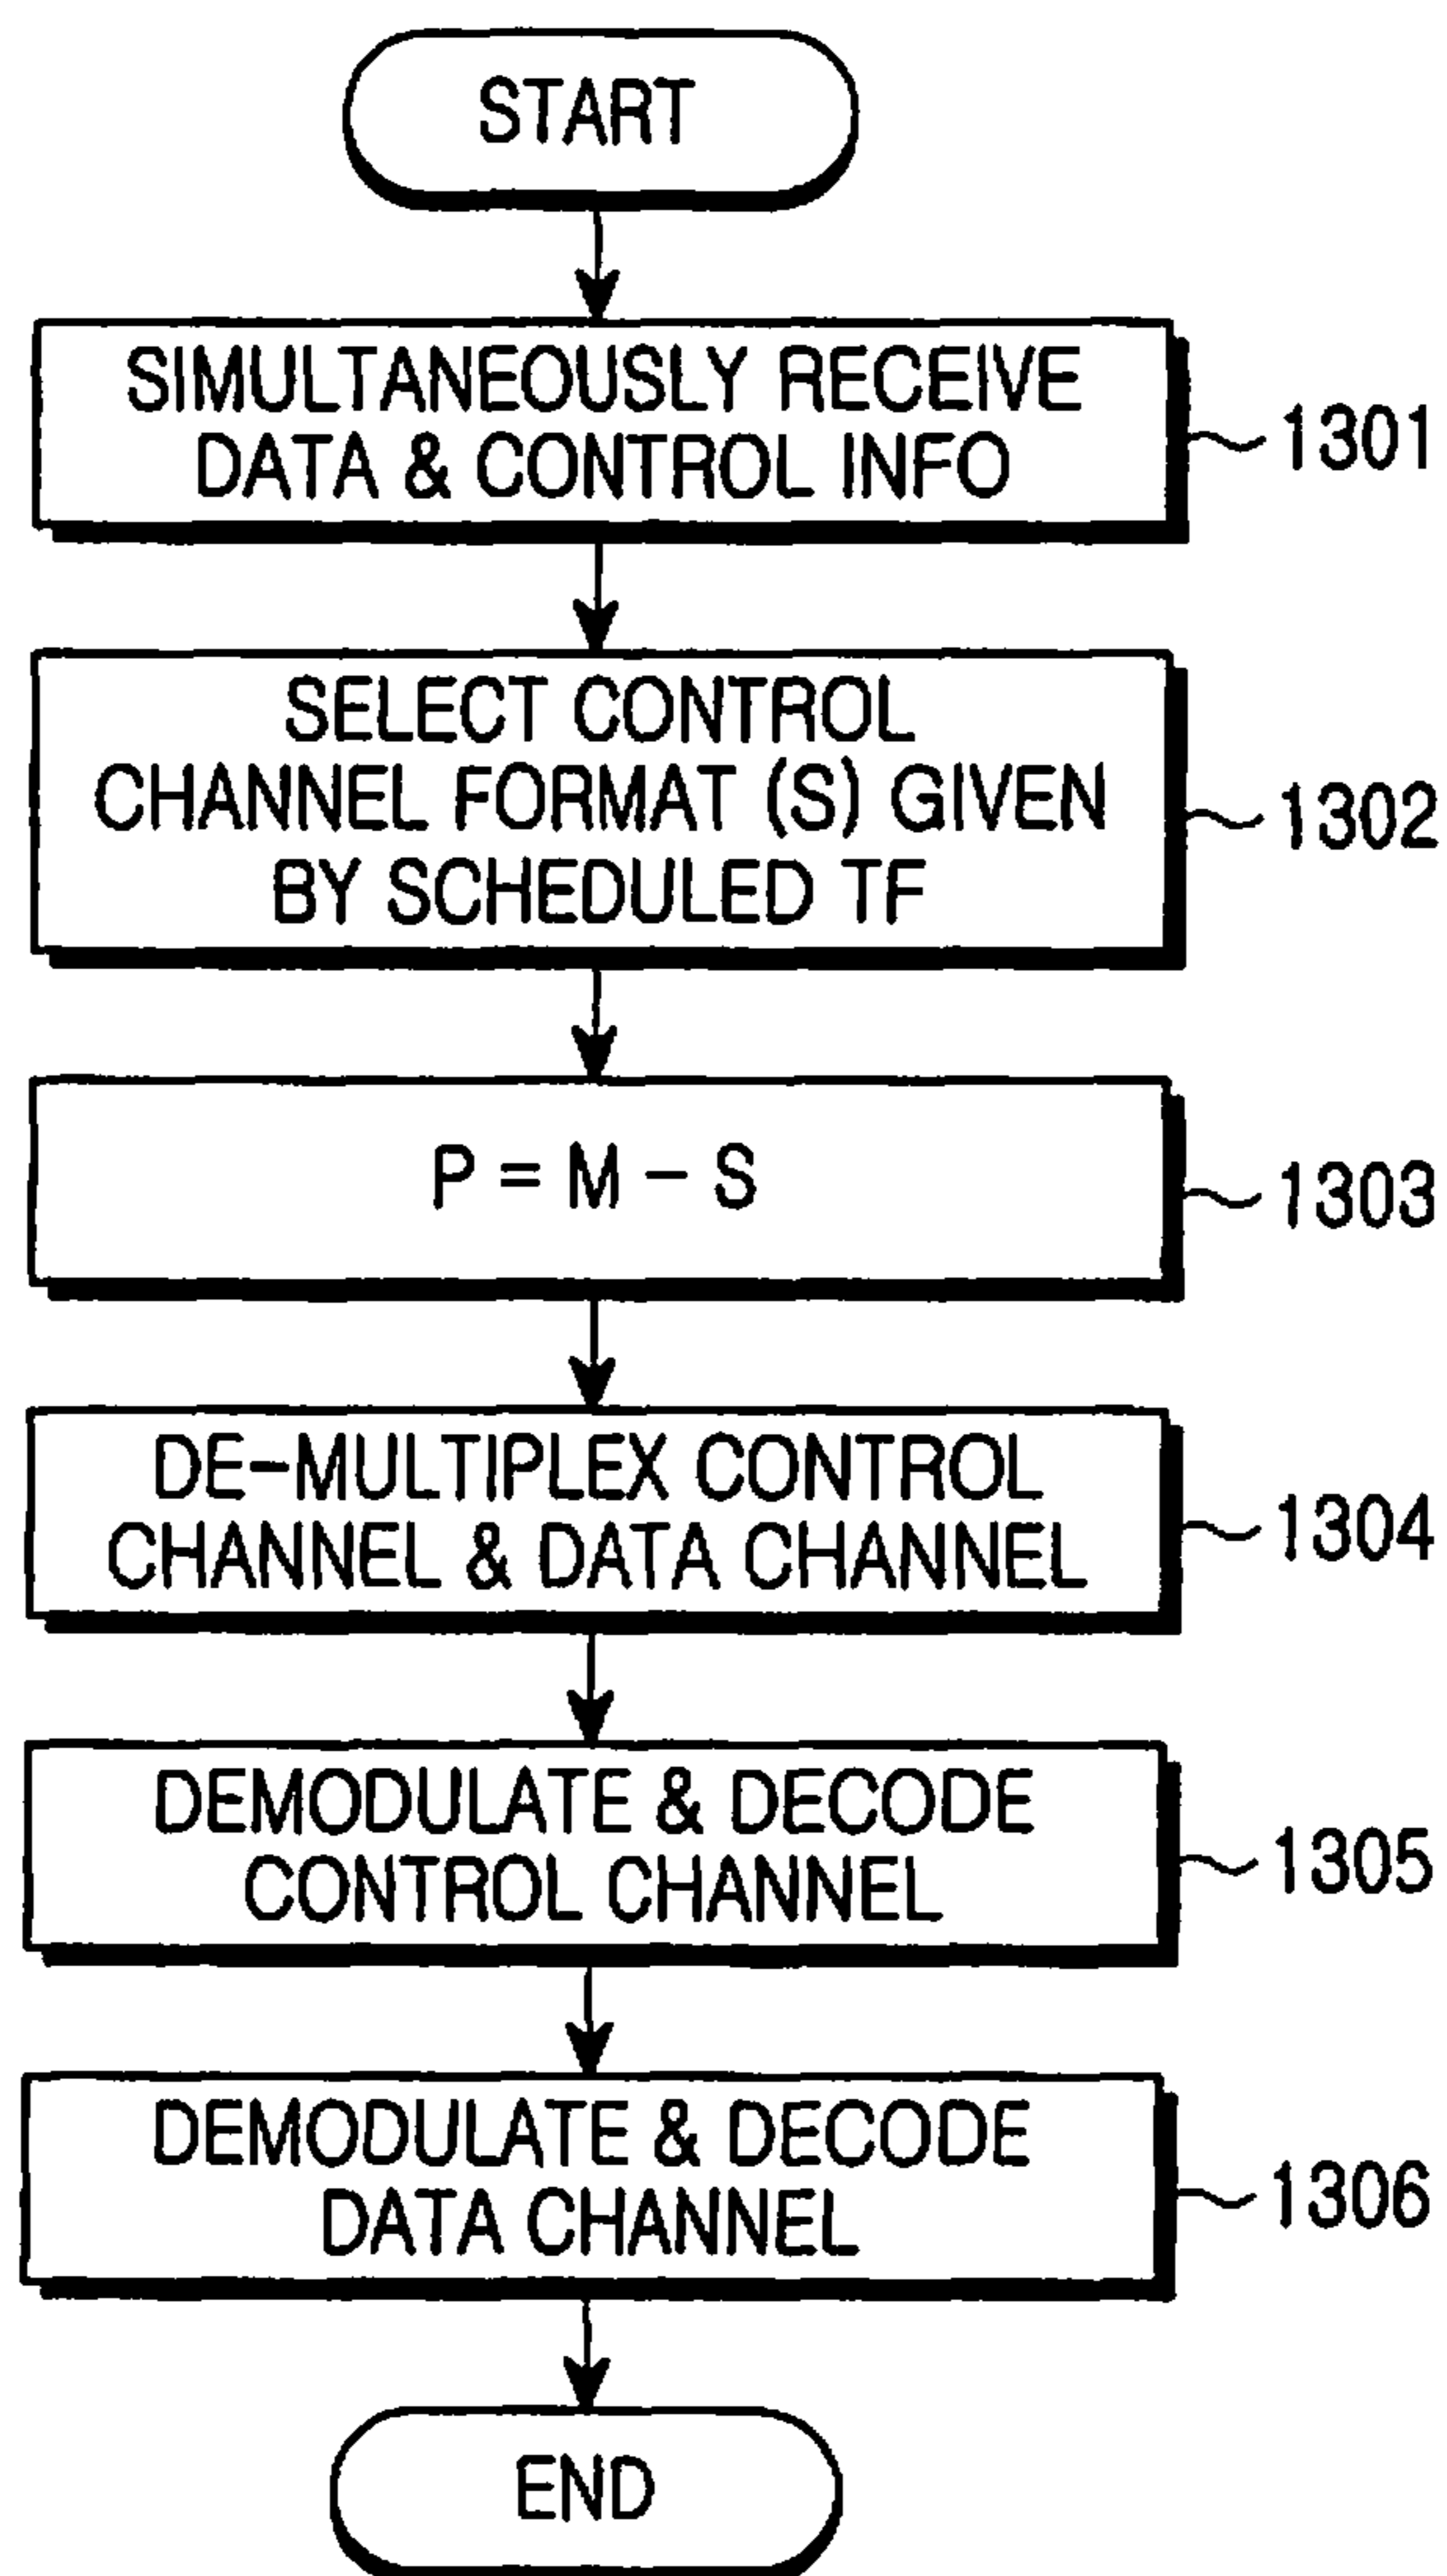 START
SIMULTANEOUSLY RECEIVE
DATA & CONTROL INFO
1301
SELECT CONTROL
CHANNEL FORMAT (S) GIVEN
BY SCHEDULED TF
1302
P = M – S
1303
DE-MULTIPLEX CONTROL
CHANNEL & DATA CHANNEL
1304
DEMODULATE & DECODE
CONTROL CHANNEL
1305
DEMODULATE & DECODE
DATA CHANNEL
1306
END